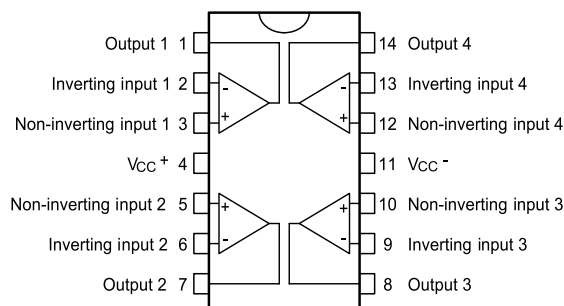 Output 1 1
14 Output 4
Inverting input 1 2
-
-
13 Inverting input 4
Non-inverting input 1 3
+
+
12 Non-inverting input 4
VCC + 4
11 VCC -
Non-inverting input 2 5
+
+
10 Non-inverting input 3
Inverting input 2 6
-
-
9 Inverting input 3
Output 2 7
8 Output 3